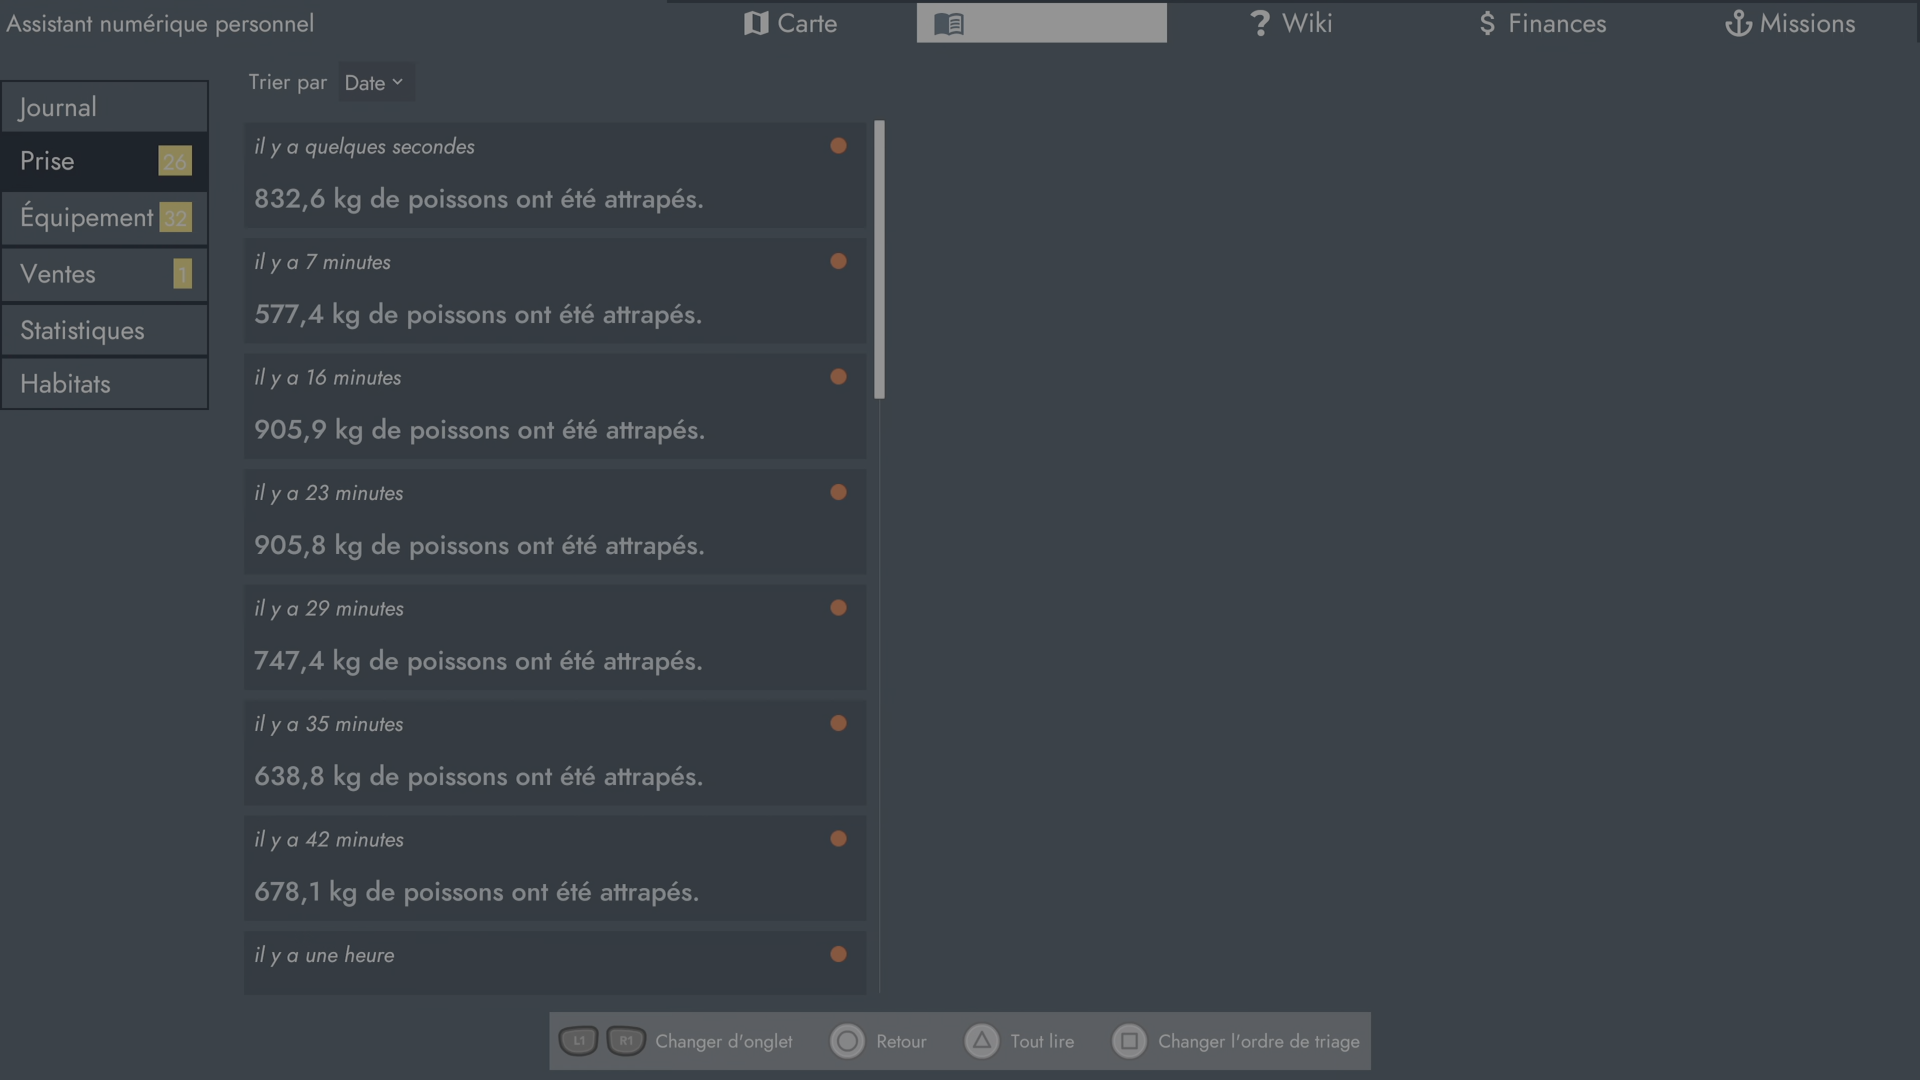 Assistant numérique personnel
Carte
Wiki
Finances
Missions
Trier par Date
Journal
Prise 26
Équipement 32
Ventes 1
Statistiques
Habitats
il y a quelques secondes
832,6 kg de poissons ont été attrapés.
il y a 7 minutes
577,4 kg de poissons ont été attrapés.
il y a 16 minutes
905,9 kg de poissons ont été attrapés.
il y a 23 minutes
905,8 kg de poissons ont été attrapés.
il y a 29 minutes
747,4 kg de poissons ont été attrapés.
il y a 35 minutes
638,8 kg de poissons ont été attrapés.
il y a 42 minutes
678,1 kg de poissons ont été attrapés.
il y a une heure
L1 R1 Changer d'onglet Retour Tout lire Changer l'ordre de triage